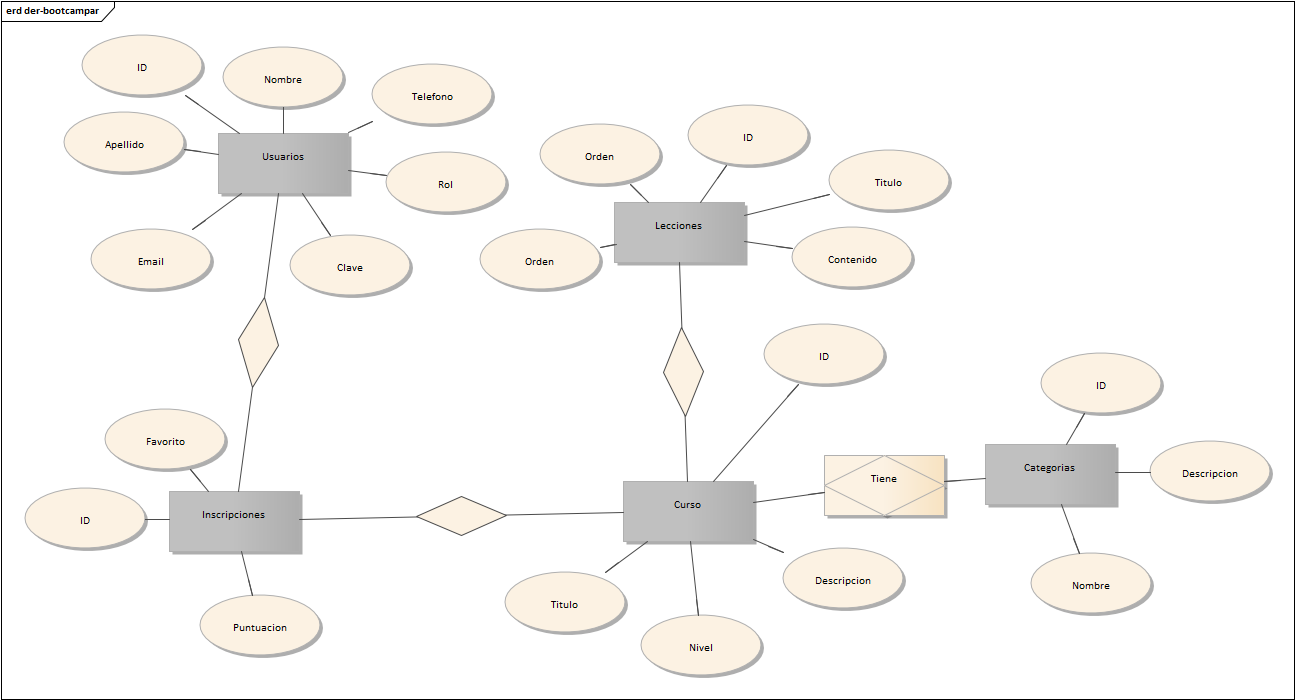 erd der-bootcampar
ID
Nombre
Telefono
Apellido
Usuarios
Rol
Email
Clave
Orden
ID
Titulo
Lecciones
Orden
Contenido
ID
Favorito
ID
Inscripciones
Puntuacion
Curso
Tiene
Categorias
ID
Descripcion
Nombre
Titulo
Nivel
Descripcion